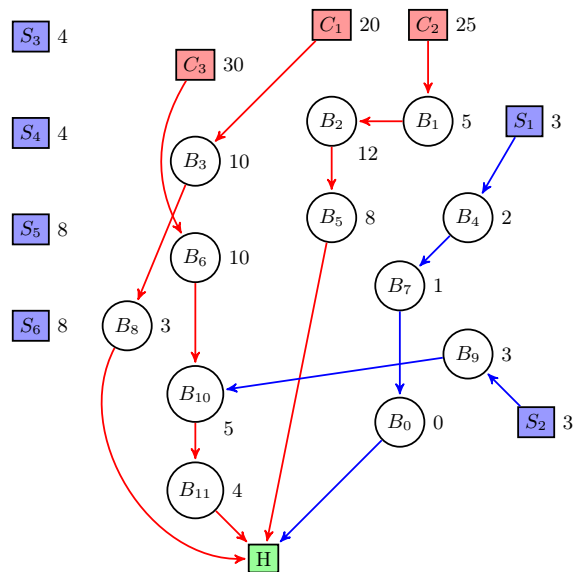 C₁ 20
C₂ 25
S₃ 4
C₃ 30
B₂ 12
B₁ 5
S₁ 3
S₄ 4
B₃ 10
B₅ 8
B₄ 2
S₅ 8
B₆ 10
B₇ 1
S₆ 8
B₈ 3
B₉ 3
B₁₀ 5
B₀ 0
S₂ 3
B₁₁ 4
H